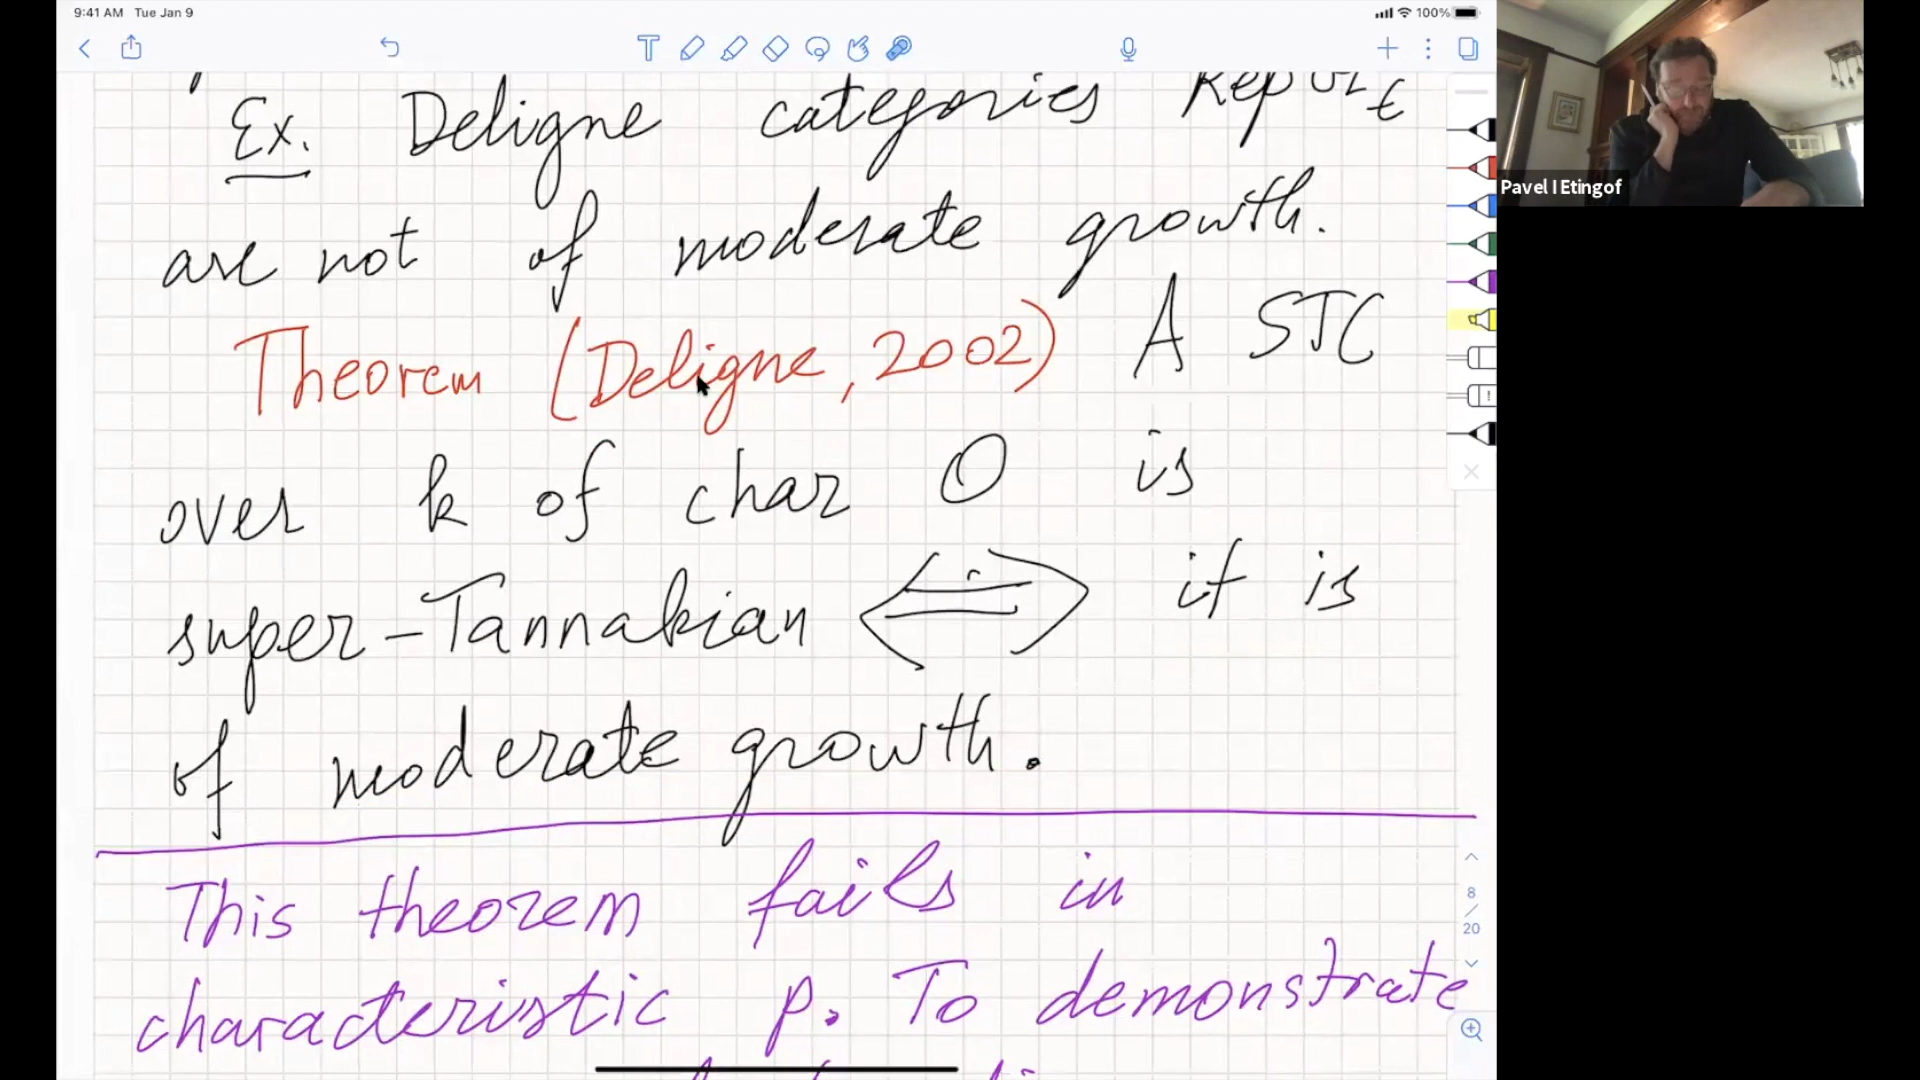 9:41 AM Tue Jan 9
100%
Ex. Deligne categories
are not of moderate growth.
Theorem (Deligne, 2002) A STC
over k of char 0 is
super-Tannakian ⟺ it is
of moderate growth.
This theorem fails in
characteristic p. To demonstrate
8
/
20
Pavel I Etingof